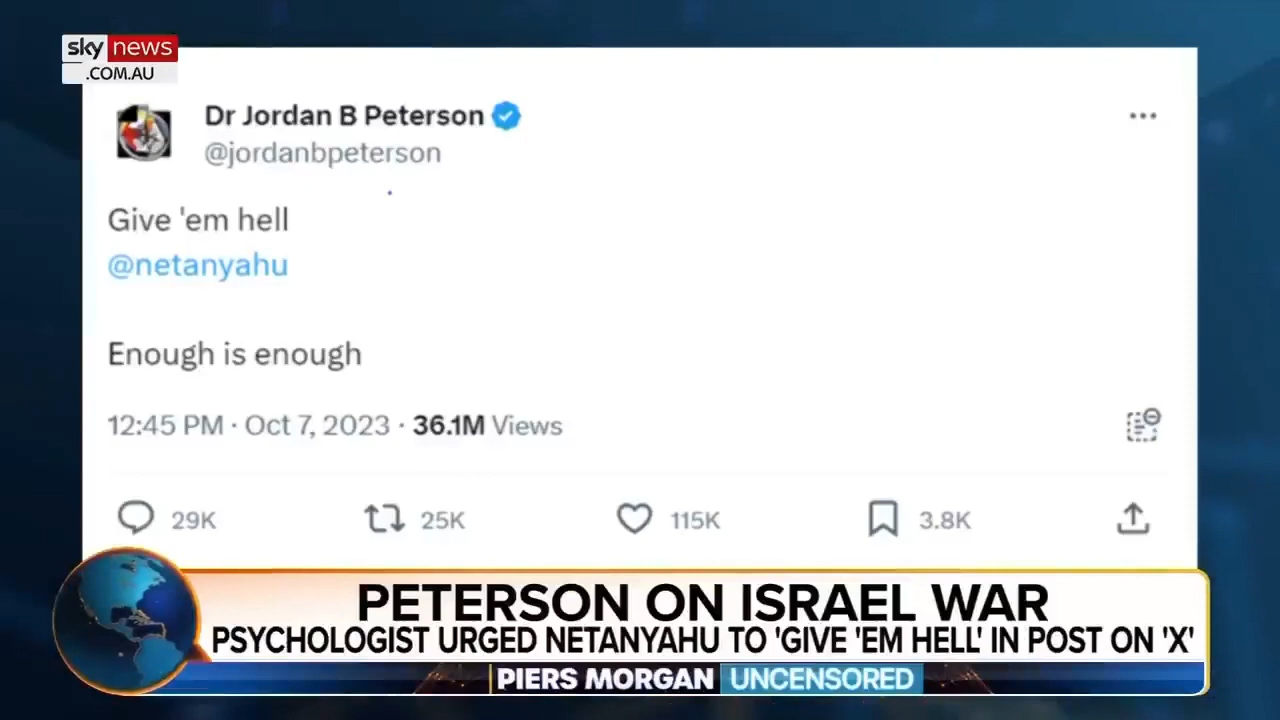 sky news
.COM.AU
Dr Jordan B Peterson
@jordanbpeterson
Give 'em hell
@netanyahu
Enough is enough
12:45 PM · Oct 7, 2023 · 36.1M Views
29K 25K 115K 3.8K
PETERSON ON ISRAEL WAR
PSYCHOLOGIST URGED NETANYAHU TO 'GIVE 'EM HELL' IN POST ON 'X'
PIERS MORGAN UNCENSORED